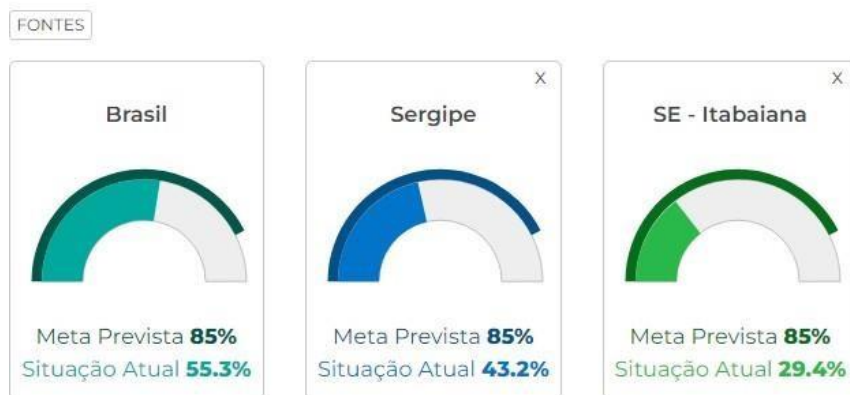 FONTES
Brasil
Meta Prevista 85%
Situação Atual 55.3%
X
Sergipe
Meta Prevista 85%
Situação Atual 43.2%
X
SE - Itabaiana
Meta Prevista 85%
Situação Atual 29.4%